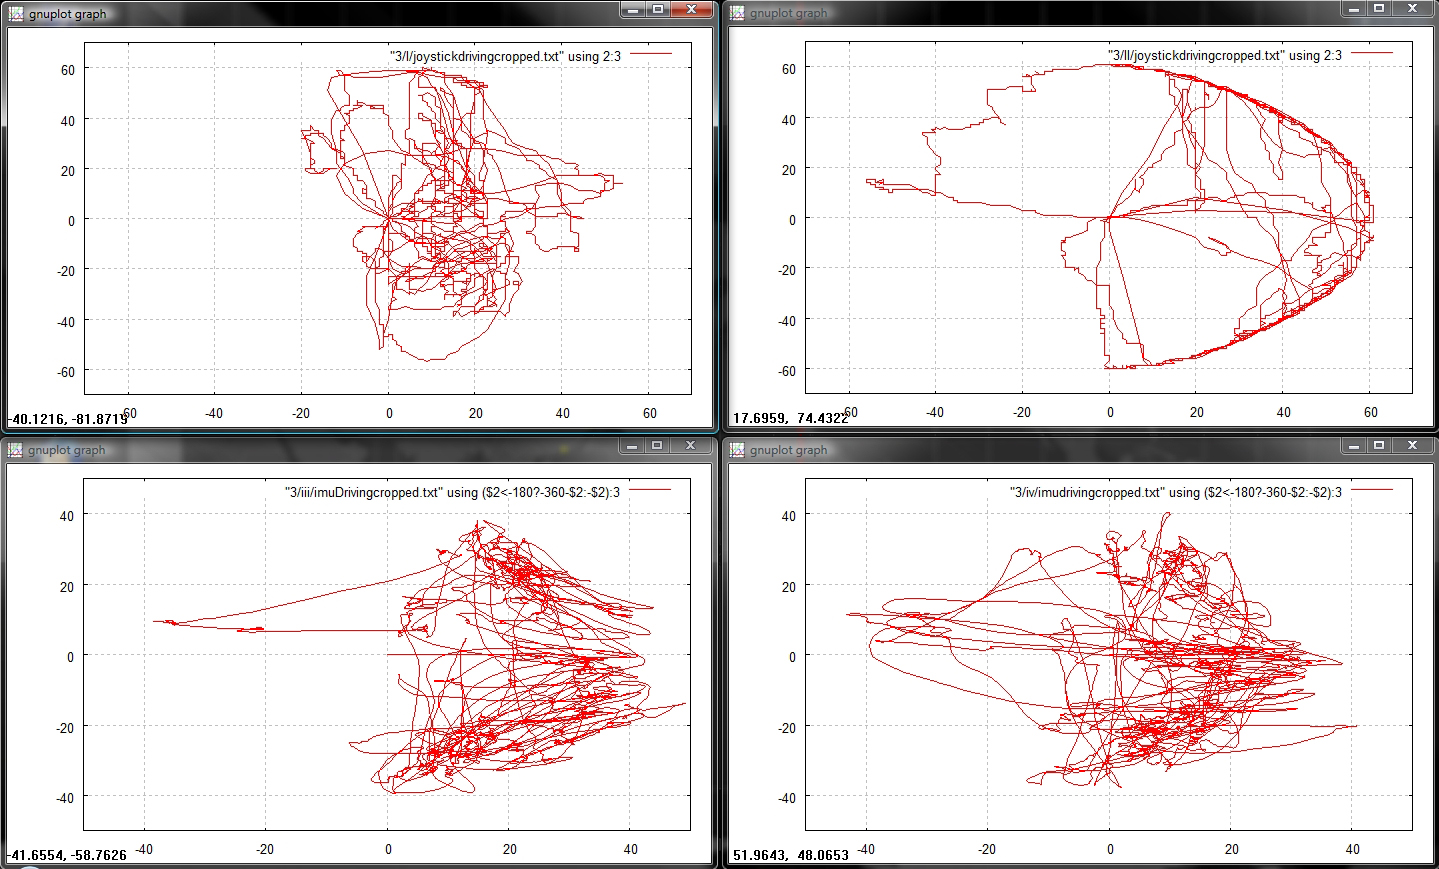 gnuplot graph
"3/I/joystickdrivingcropped.txt" using 2:3
60
40
20
0
-20
-40
-60
-60 -40 -20 0 20 40 60
-40.1216, -81.8719
gnuplot graph
"3/II/joystickdrivingcropped.txt" using 2:3
60
40
20
0
-20
-40
-60
-60 -40 -20 0 20 40 60
17.6959, 74.4322
gnuplot graph
"3/iii/imuDrivingcropped.txt" using ($2<-180?-360-$2:-$2):3
40
20
0
-20
-40
-40 -20 0 20 40
-41.6554, -58.7626
gnuplot graph
"3/iv/imudrivingcropped.txt" using ($2<-180?-360-$2:-$2):3
40
20
0
-20
-40
-40 -20 0 20 40
51.9643, 48.0653